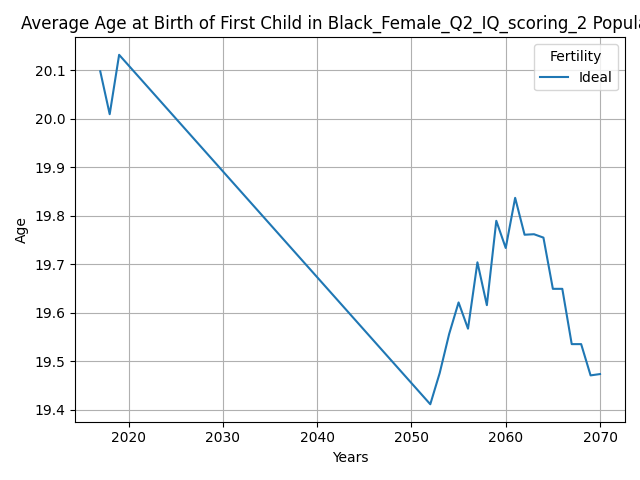 Average Age at Birth of First Child in Black_Female_Q2_IQ_scoring_2
Fertility
Ideal
Age
20.1
20.0
19.9
19.8
19.7
19.6
19.5
19.4
2020
2030
2040
2050
2060
2070
Years